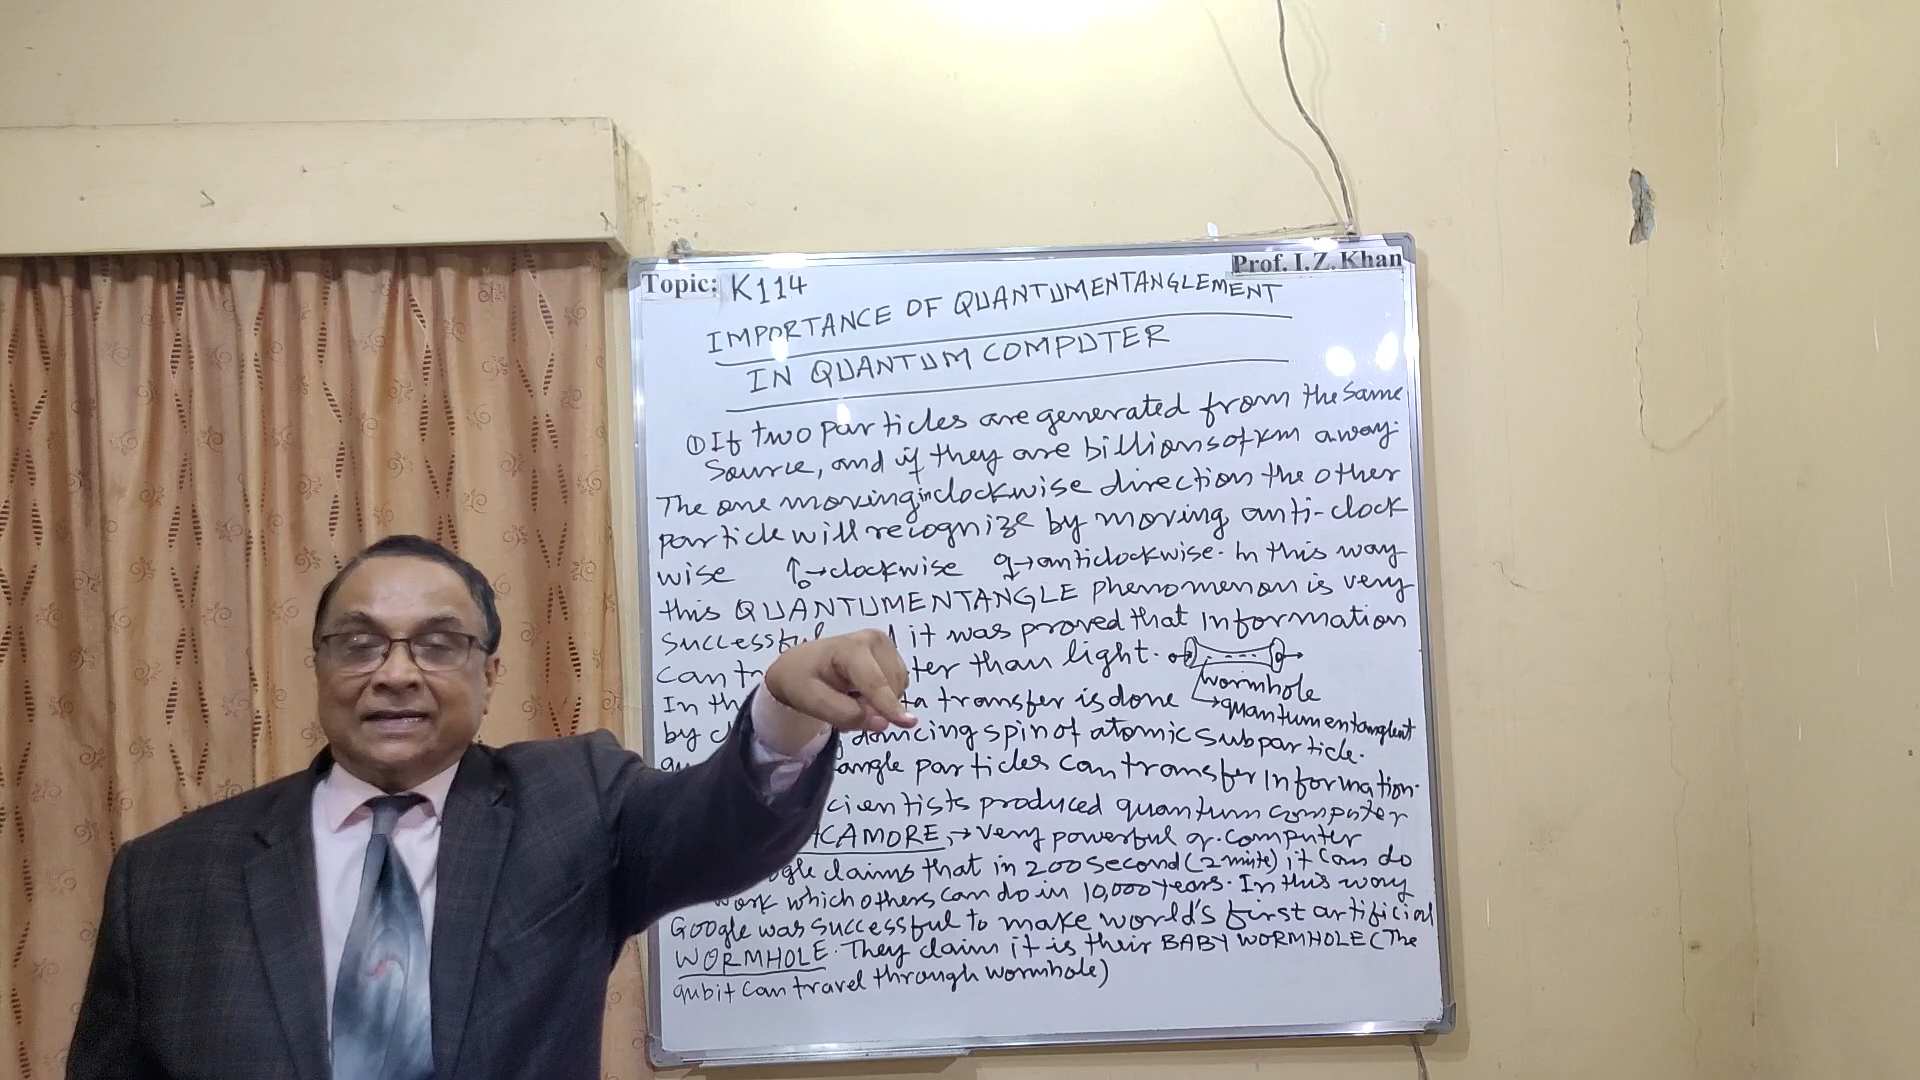 Topic: K114
Prof. I.Z. Khan
IMPORTANCE OF QUANTUMENTANGLEMENT
IN QUANTUM COMPUTER
① If two particles are generated from the same
source, and if they are billions of km away.
The one moving in clockwise direction the other
particle will recognize by moving anti-clock
wise ↑→clockwise ↓→anticlockwise. In this way
this QUANTUMENTANGLE phenomenon is very
it was proved that information
can than light.
wormhole
In transfer is done →quantumentanglent
by dancing spin of atomic subparticle.
particles can transfer information.
produced quantum computer
→ very powerful q. computer
claims that in 200 second (2 minte) it can do
work which others can do in 10,000 years. In this way
Google was successful to make world's first artificial
WORMHOLE. They claim it is their BABY WORMHOLE (The
qubit can travel through wormhole)